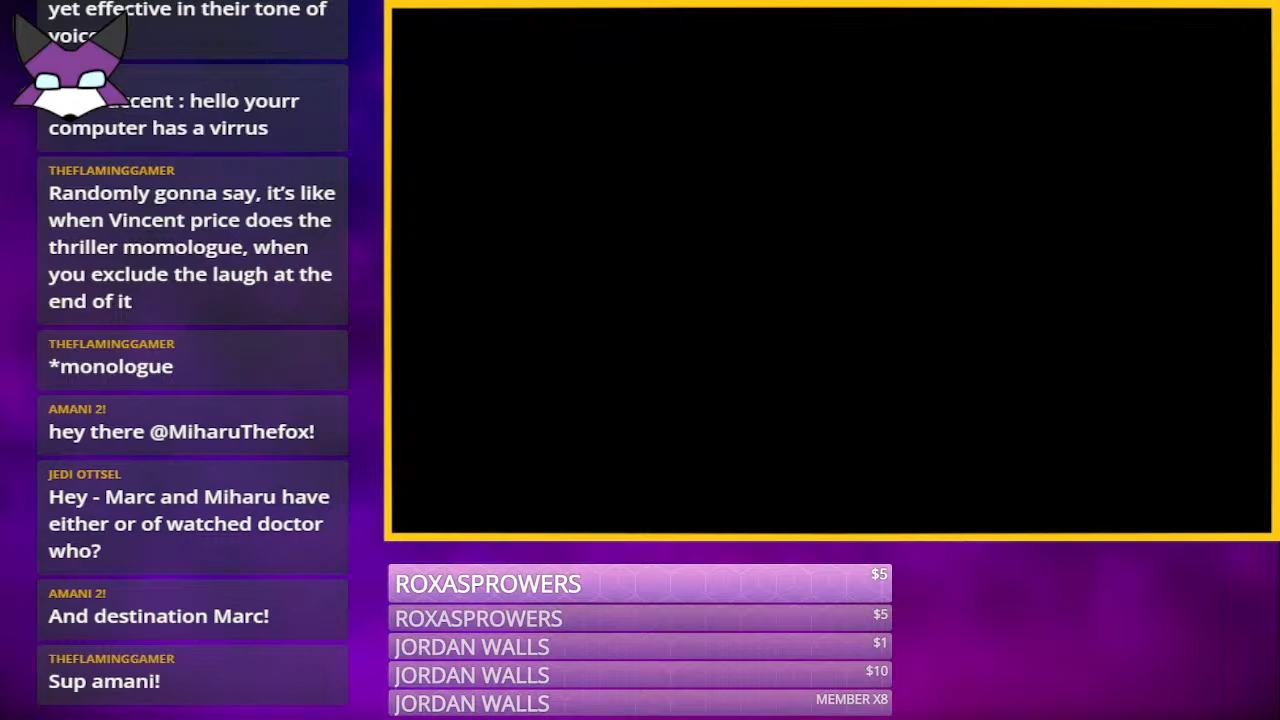 yet effective in their tone of
voice
accent : hello yourr
computer has a virrus
THEFLAMINGGAMER
Randomly gonna say, it’s like
when Vincent price does the
thriller momologue, when
you exclude the laugh at the
end of it
THEFLAMINGGAMER
*monologue
AMANI 2!
hey there @MiharuThefox!
JEDI OTTSEL
Hey - Marc and Miharu have
either or of watched doctor
who?
AMANI 2!
And destination Marc!
THEFLAMINGGAMER
Sup amani!
ROXASPROWERS $5
ROXASPROWERS $5
JORDAN WALLS $1
JORDAN WALLS $10
JORDAN WALLS MEMBER X8